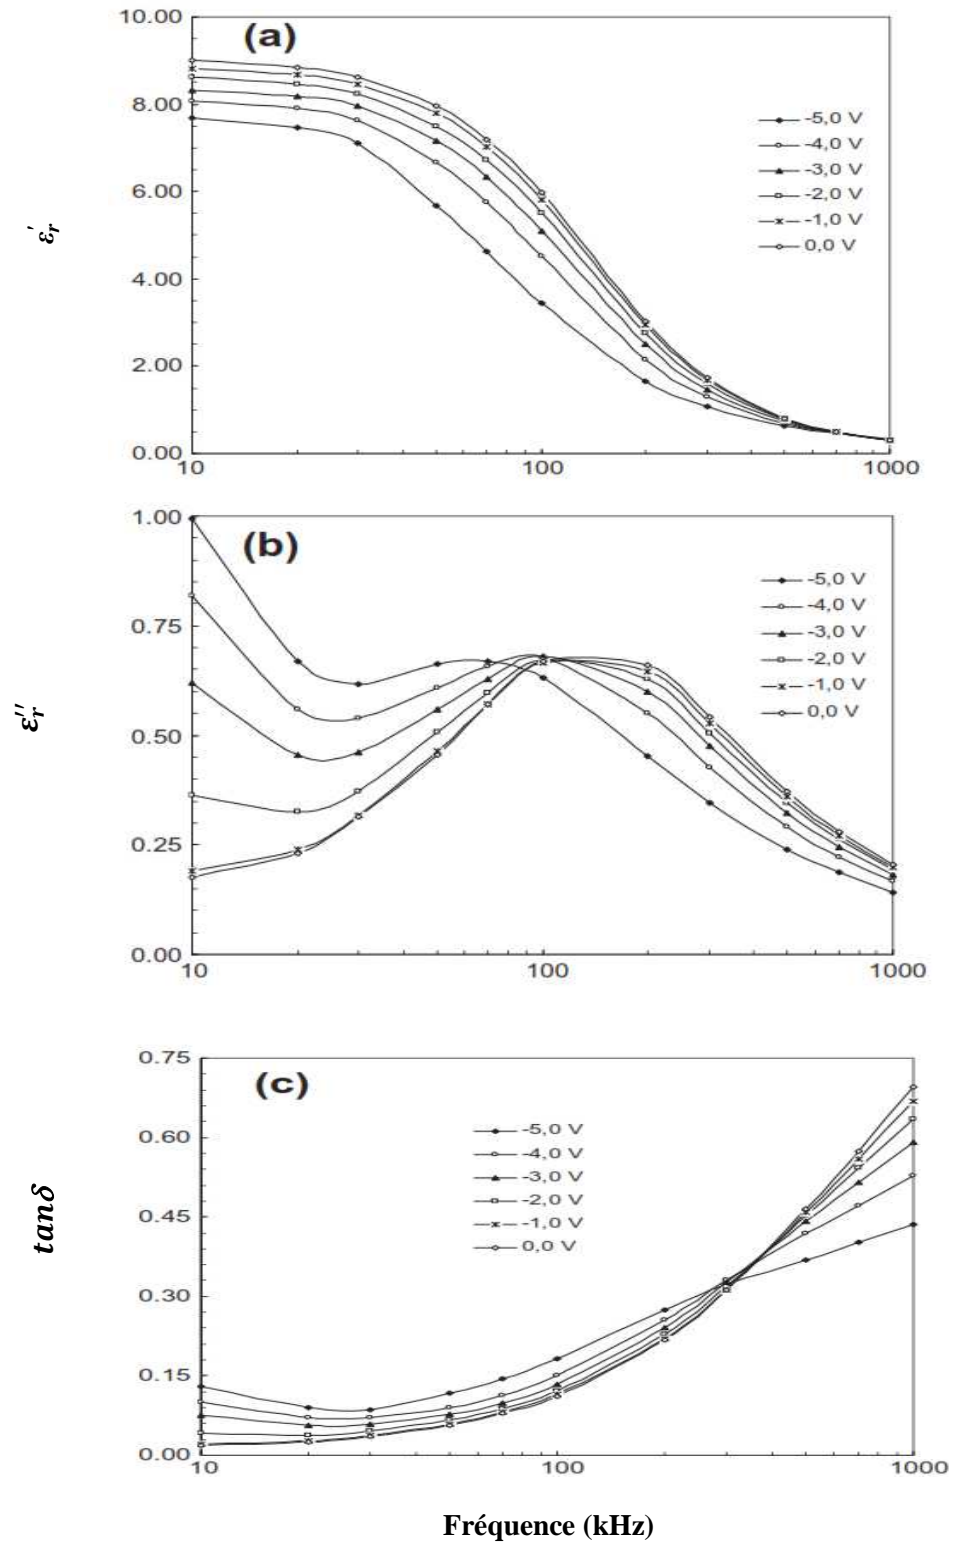 (a)
10.00
8.00
6.00
4.00
2.00
0.00
εr'
-5,0 V
-4,0 V
-3,0 V
-2,0 V
-1,0 V
0,0 V
10
100
1000
(b)
1.00
0.75
0.50
0.25
0.00
εr''
-5,0 V
-4,0 V
-3,0 V
-2,0 V
-1,0 V
0,0 V
10
100
1000
(c)
0.75
0.60
0.45
0.30
0.15
0.00
tanδ
-5,0 V
-4,0 V
-3,0 V
-2,0 V
-1,0 V
0,0 V
10
100
1000
Fréquence (kHz)